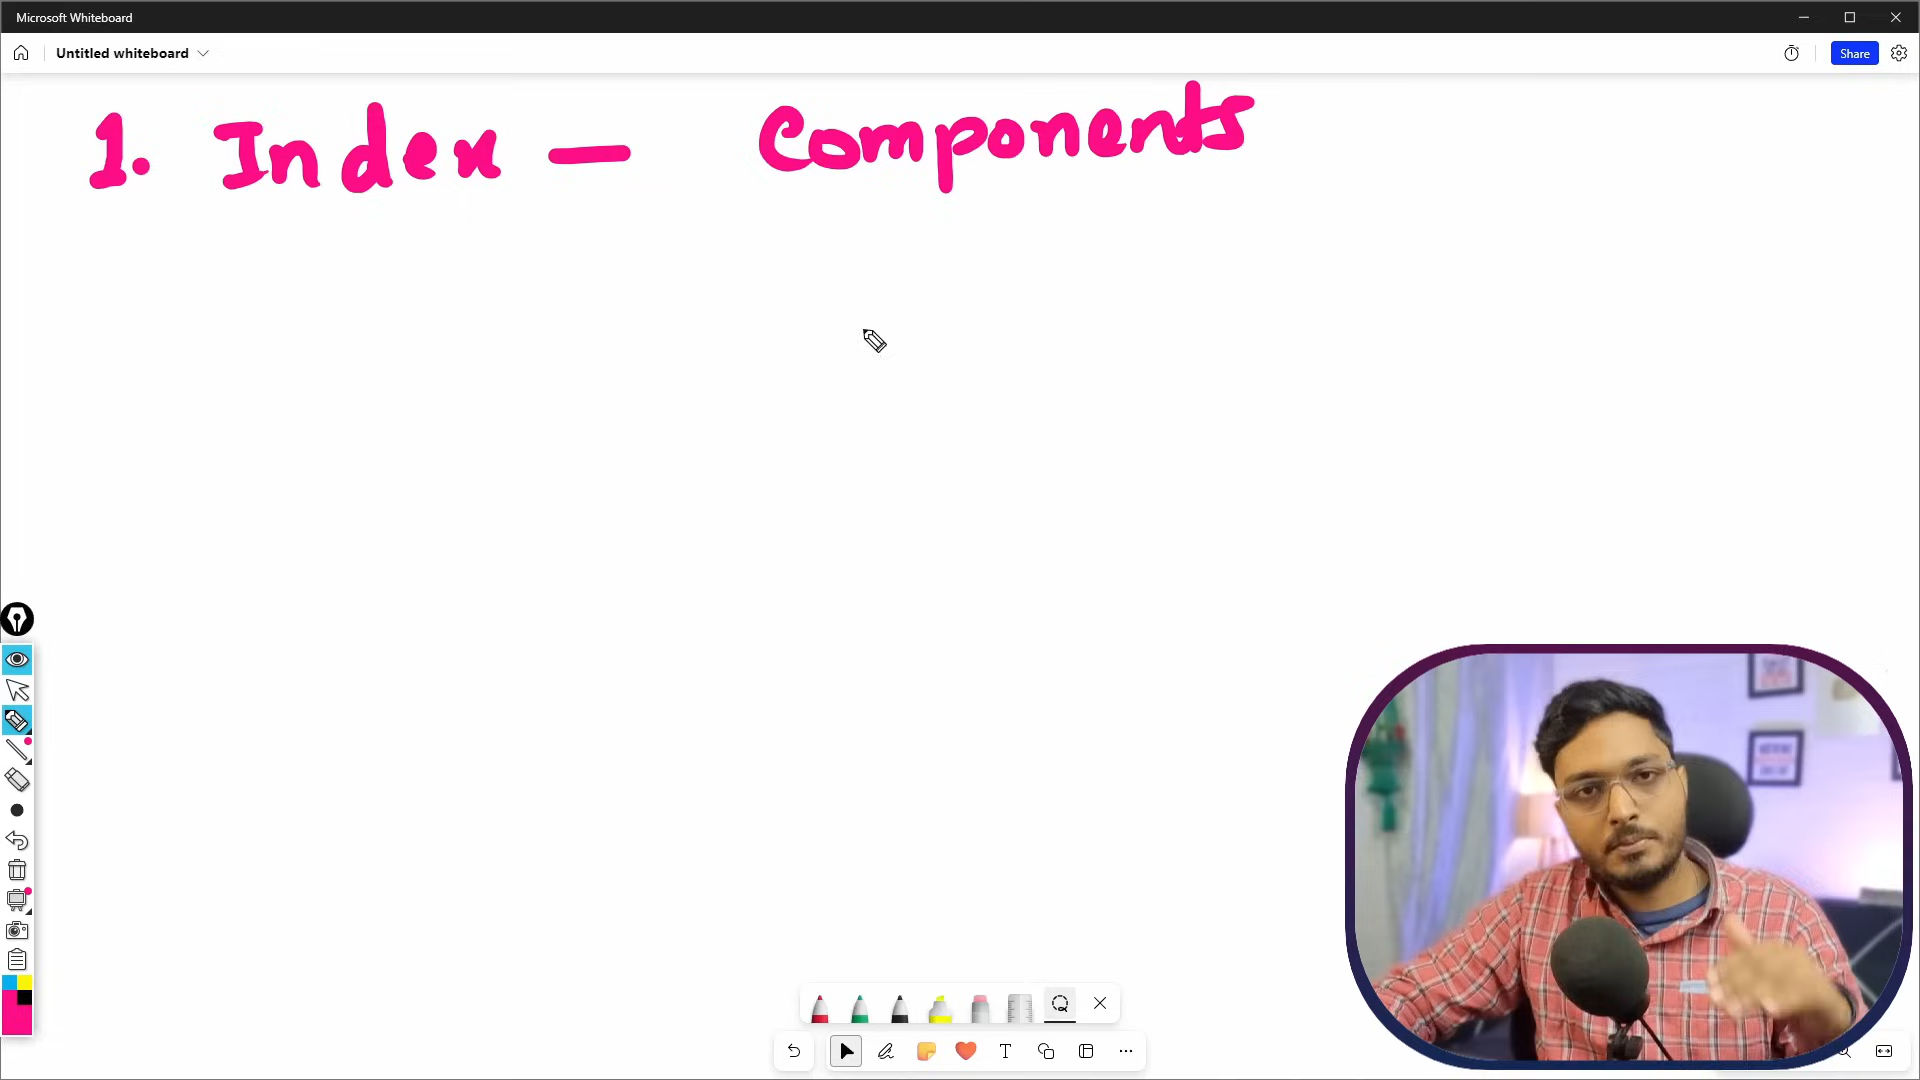 Microsoft Whiteboard
Untitled whiteboard
Share
1. Index — Components